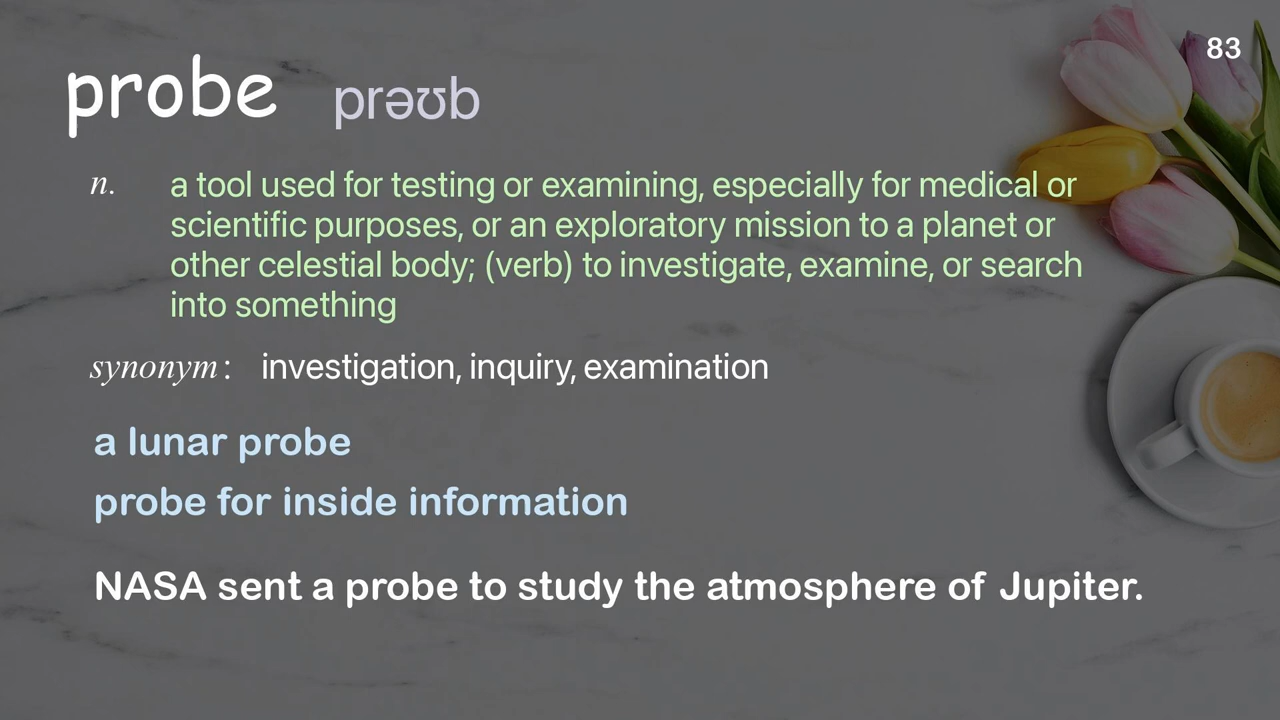 83
probe prəʊb
n. a tool used for testing or examining, especially for medical or
scientific purposes, or an exploratory mission to a planet or
other celestial body; (verb) to investigate, examine, or search
into something
synonym: investigation, inquiry, examination
a lunar probe
probe for inside information
NASA sent a probe to study the atmosphere of Jupiter.